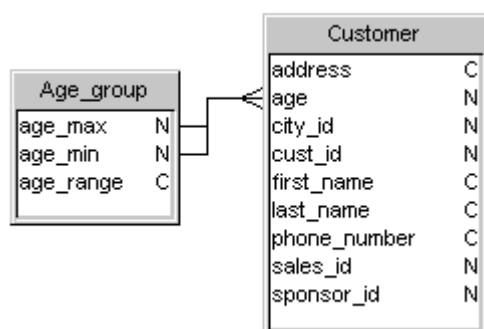 Age_group
age_max N
age_min N
age_range C
Customer
address C
age N
city_id N
cust_id N
first_name C
last_name C
phone_number C
sales_id N
sponsor_id N